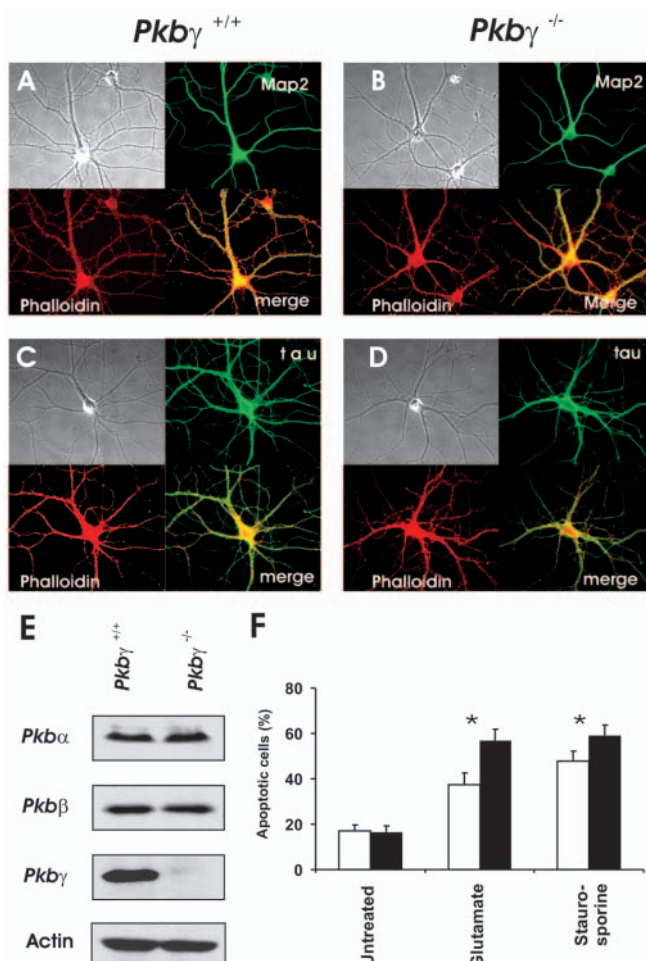 Pkbγ +/+
Pkbγ -/-
A
Map2
Phalloidin
merge
B
Map2
Phalloidin
Merge
C
tau
Phalloidin
merge
D
tau
Phalloidin
merge
E
Pkbγ +/+
Pkbγ -/-
Pkbα
Pkbβ
Pkbγ
Actin
F
Apoptotic cells (%)
80
60
40
20
0
*
*
Untreated
Glutamate
Stauro-
sporine